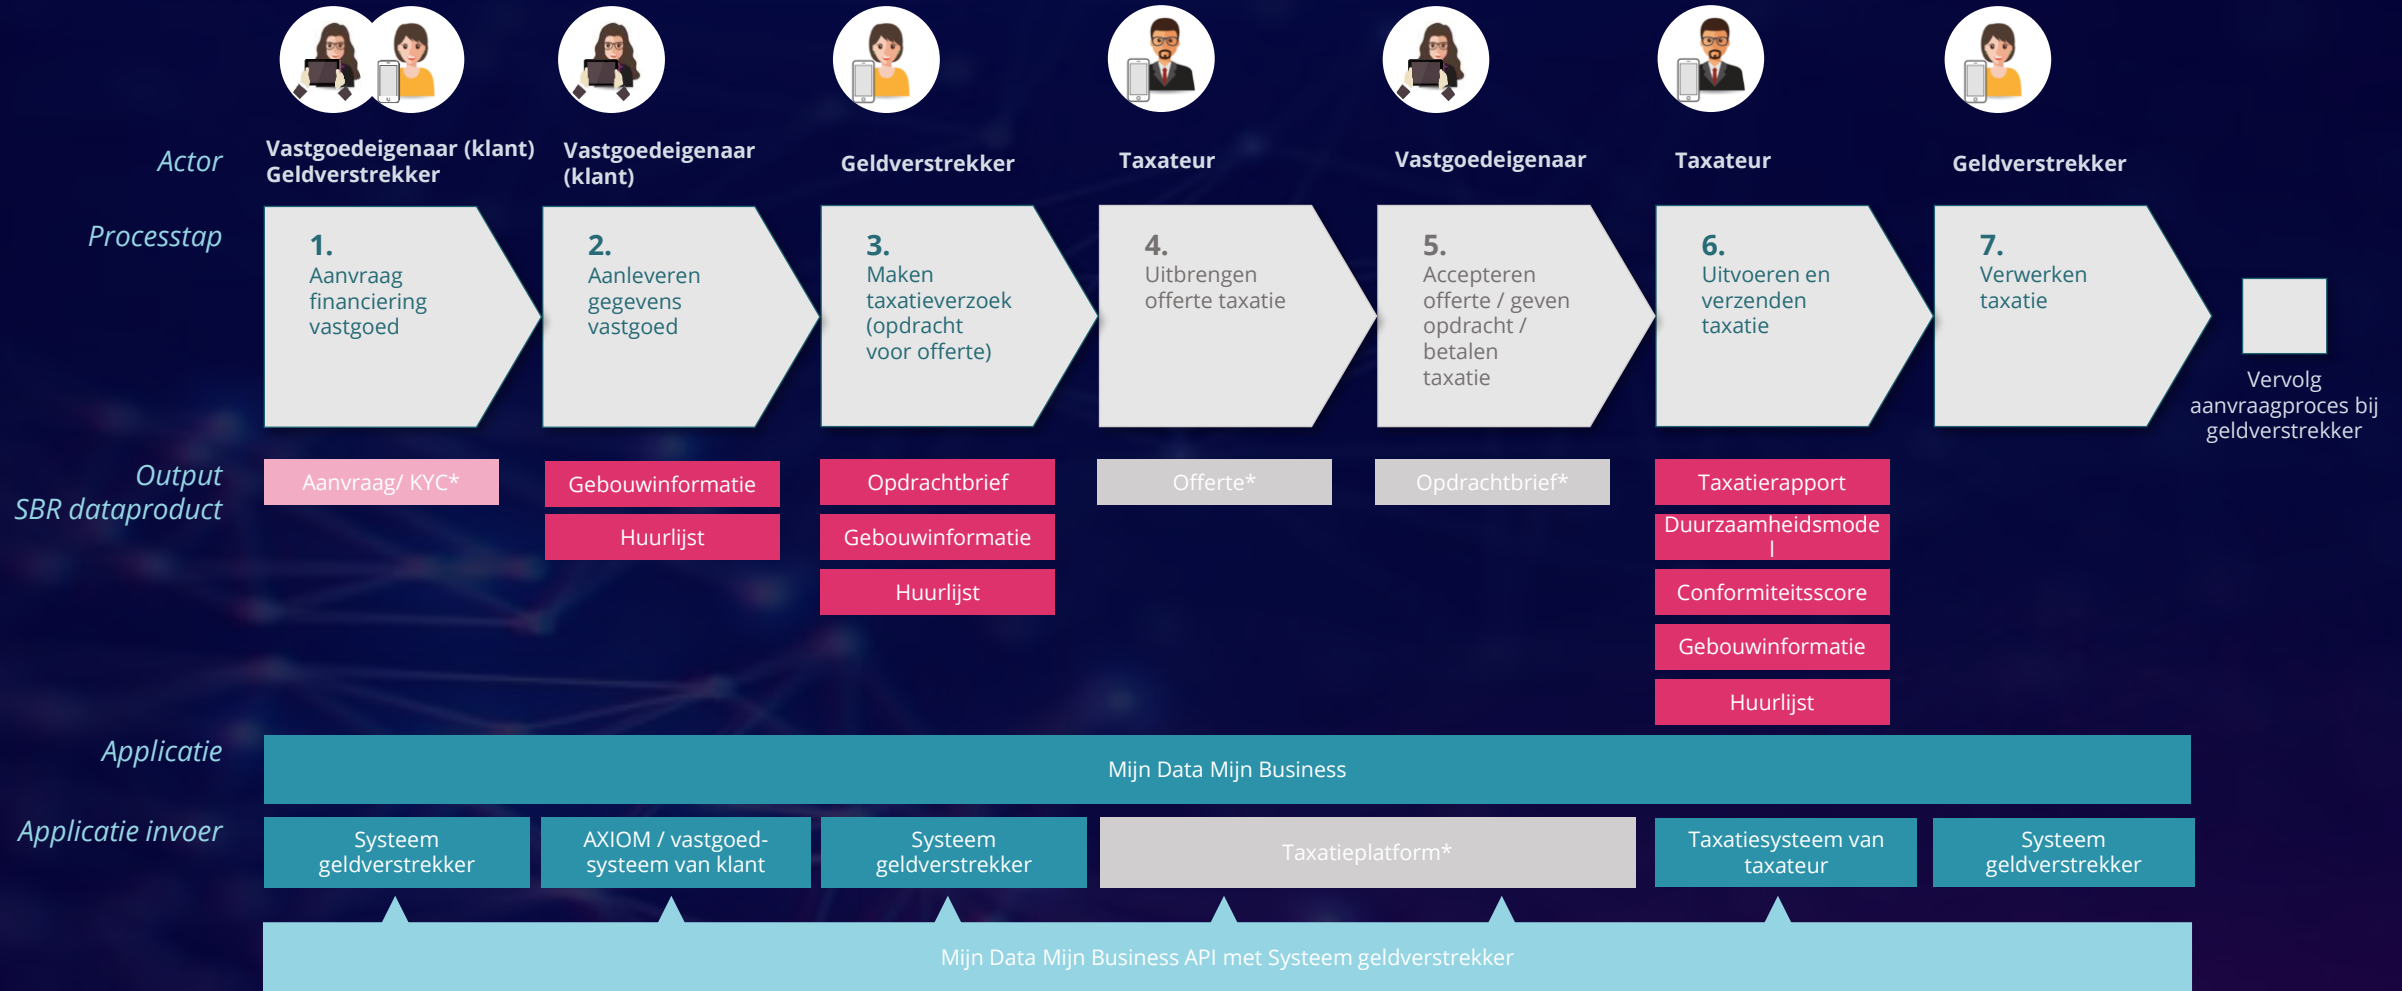 Actor
Vastgoedeigenaar (klant)
Geldverstrekker
Vastgoedeigenaar
(klant)
Geldverstrekker
Taxateur
Vastgoedeigenaar
Taxateur
Geldverstrekker
Processtap
1.
Aanvraag
financiering
vastgoed
2.
Aanleveren
gegevens
vastgoed
3.
Maken
taxatieverzoek
(opdracht
voor offerte)
4.
Uitbrengen
offerte taxatie
5.
Accepteren
offerte / geven
opdracht /
betalen
taxatie
6.
Uitvoeren en
verzenden
taxatie
7.
Verwerken
taxatie
Vervolg
aanvraagproces bij
geldverstrekker
Output
SBR dataproduct
Aanvraag/ KYC*
Gebouwinformatie
Huurlijst
Opdrachtbrief
Gebouwinformatie
Huurlijst
Offerte*
Opdrachtbrief*
Taxatierapport
Duurzaamheidsmode
l
Conformiteitsscore
Gebouwinformatie
Huurlijst
Applicatie
Mijn Data Mijn Business
Applicatie invoer
Systeem
geldverstrekker
AXIOM / vastgoed-
systeem van klant
Systeem
geldverstrekker
Taxatieplatform*
Taxatiesysteem van
taxateur
Systeem
geldverstrekker
Mijn Data Mijn Business API met Systeem geldverstrekker